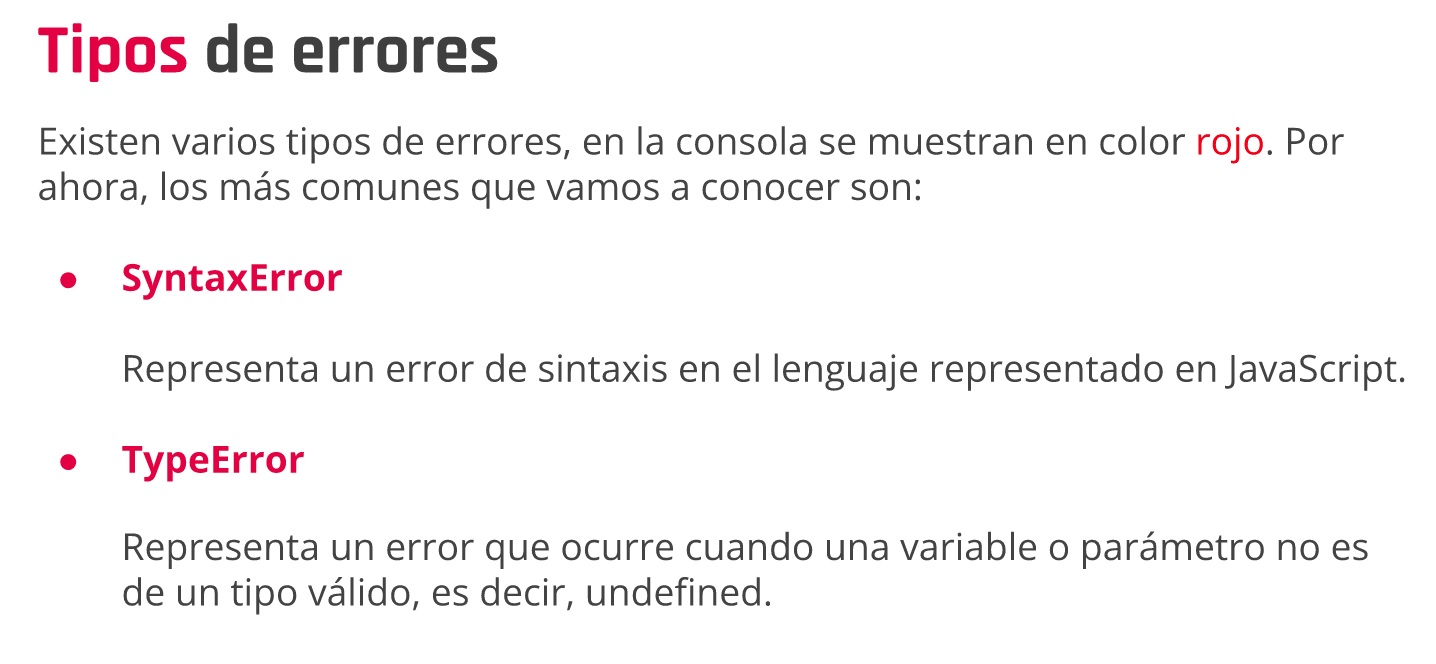 Tipos de errores
Existen varios tipos de errores, en la consola se muestran en color rojo. Por
ahora, los más comunes que vamos a conocer son:
● SyntaxError
Representa un error de sintaxis en el lenguaje representado en JavaScript.
● TypeError
Representa un error que ocurre cuando una variable o parámetro no es
de un tipo válido, es decir, undefined.